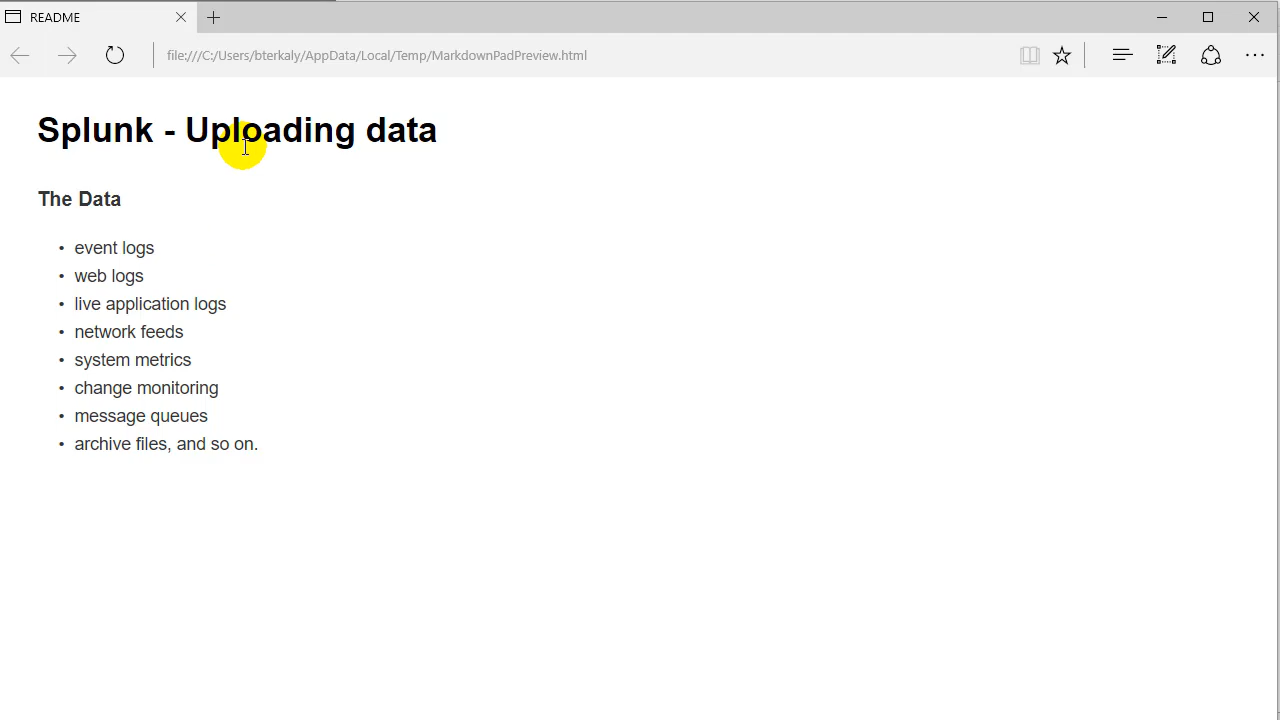 README
file:///C:/Users/bterkaly/AppData/Local/Temp/MarkdownPadPreview.html
Splunk - Uploading data
The Data
• event logs
• web logs
• live application logs
• network feeds
• system metrics
• change monitoring
• message queues
• archive files, and so on.